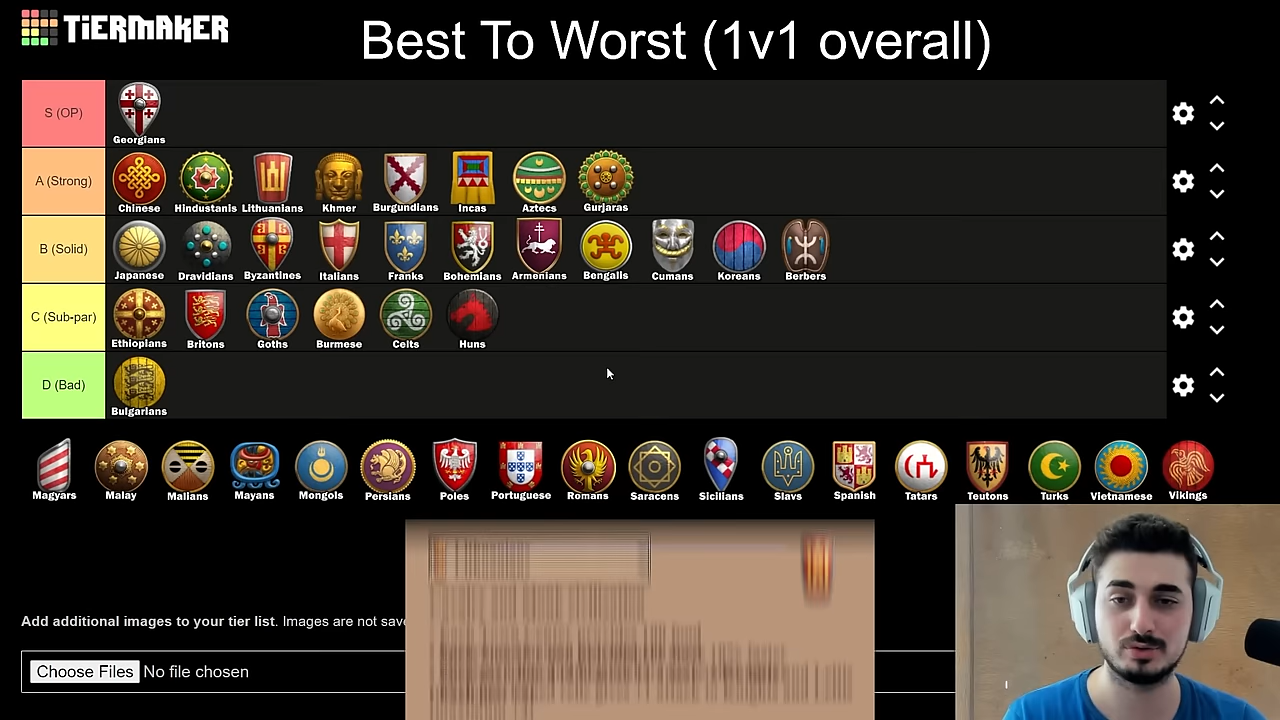 TIERMAKER
Best To Worst (1v1 overall)
S (OP)
Georgians
A (Strong)
Chinese Hindustanis Lithuanians Khmer Burgundians Incas Aztecs Gurjaras
B (Solid)
Japanese Dravidians Byzantines Italians Franks Bohemians Armenians Bengalis Cumans Koreans Berbers
C (Sub-par)
Ethiopians Britons Goths Burmese Celts Huns
D (Bad)
Bulgarians
Magyars Malay Malians Mayans Mongols Persians Poles Portuguese Romans Saracens Sicilians Slavs Spanish Tatars Teutons Turks Vietnamese Vikings
Add additional images to your tier list. Images are not
Choose Files No file chosen